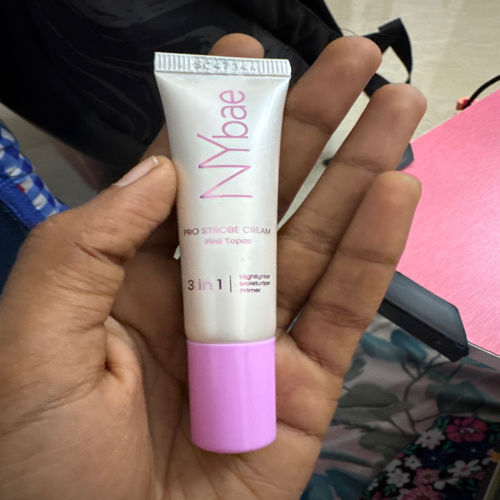 NYbae
PRO STROBE CREAM
Pink Topaz
3 in 1
Highlighter
Moisturizer
Primer